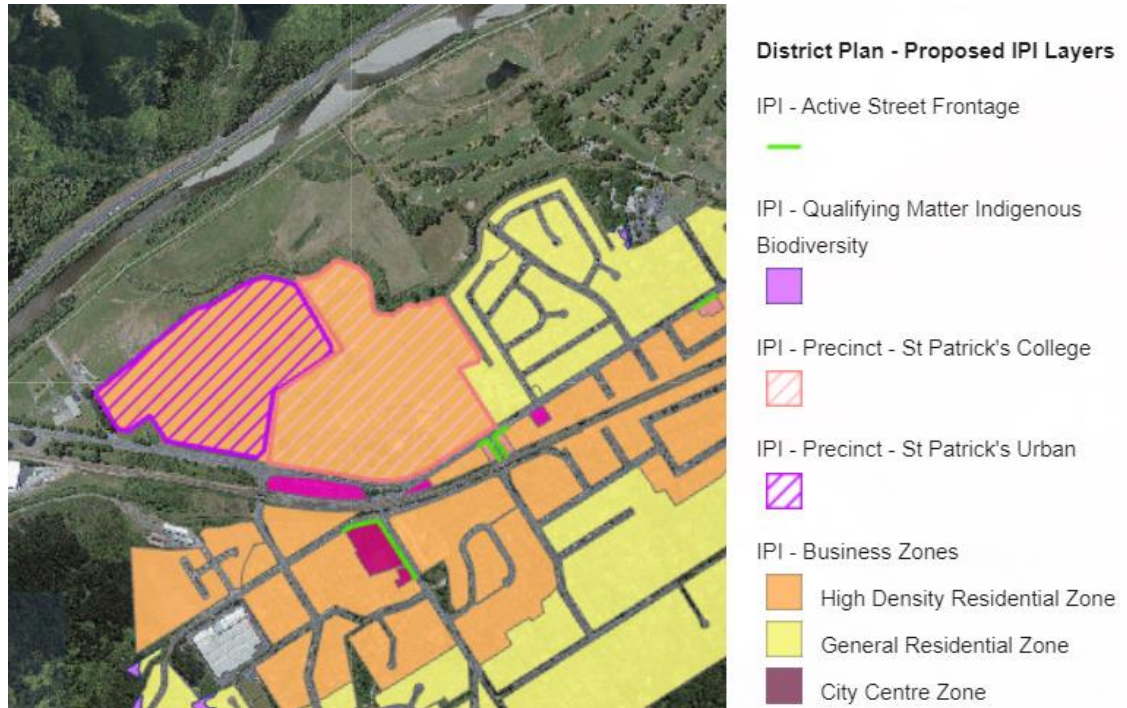 District Plan - Proposed IPI Layers
IPI - Active Street Frontage
IPI - Qualifying Matter Indigenous
Biodiversity
IPI - Precinct - St Patrick's College
IPI - Precinct - St Patrick's Urban
IPI - Business Zones
High Density Residential Zone
General Residential Zone
City Centre Zone